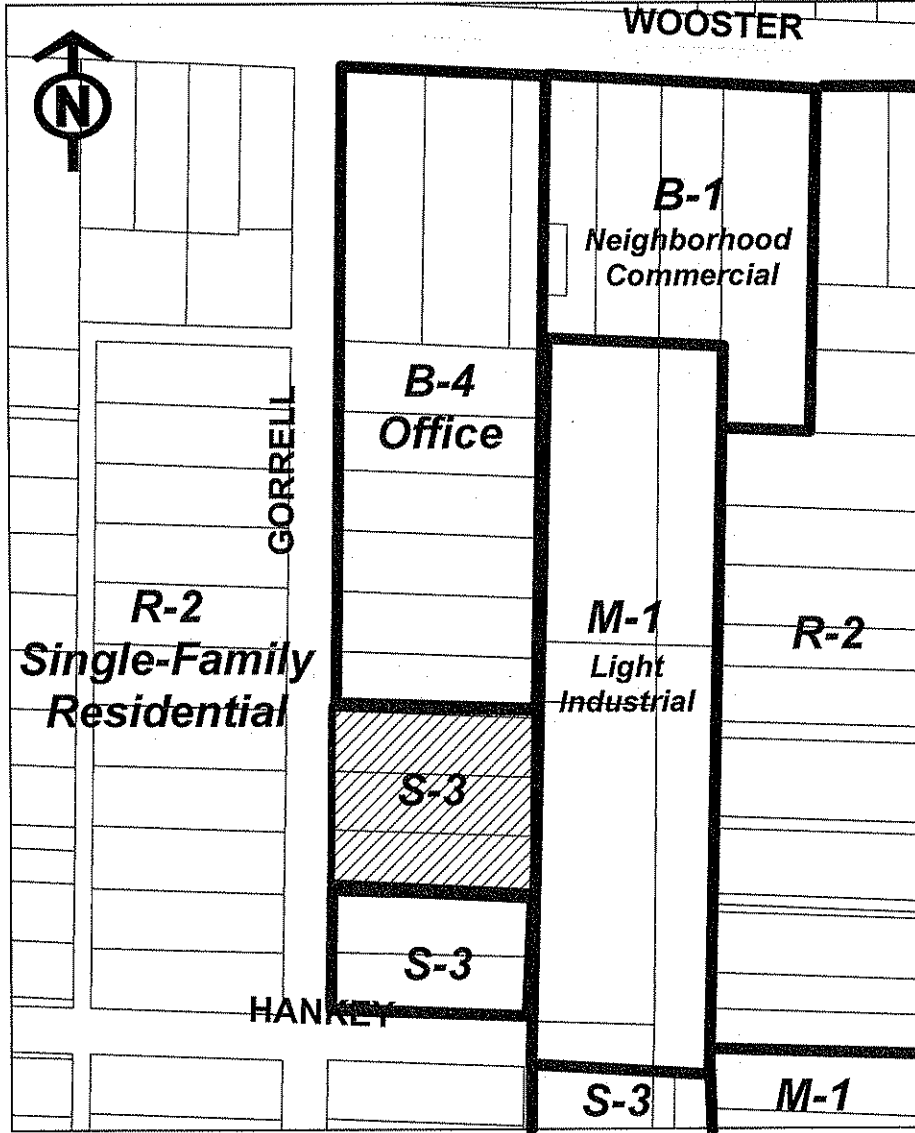 WOOSTER
N
B-1
Neighborhood
Commercial
B-4
Office
GORRELL
R-2
Single-Family
Residential
M-1
Light
Industrial
R-2
S-3
S-3
HANKEY
S-3
M-1